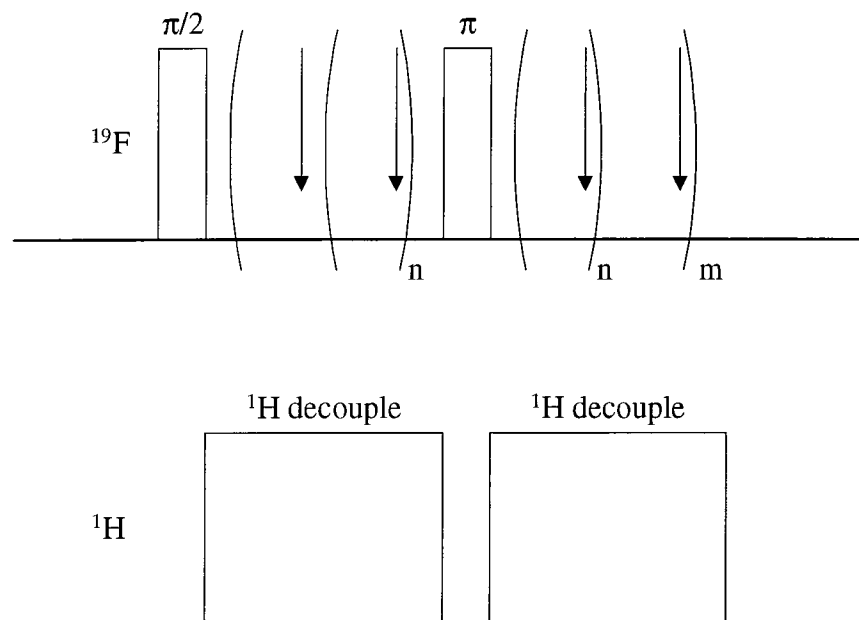 π/2 π
¹⁹F
n n m
¹H decouple ¹H decouple
¹H